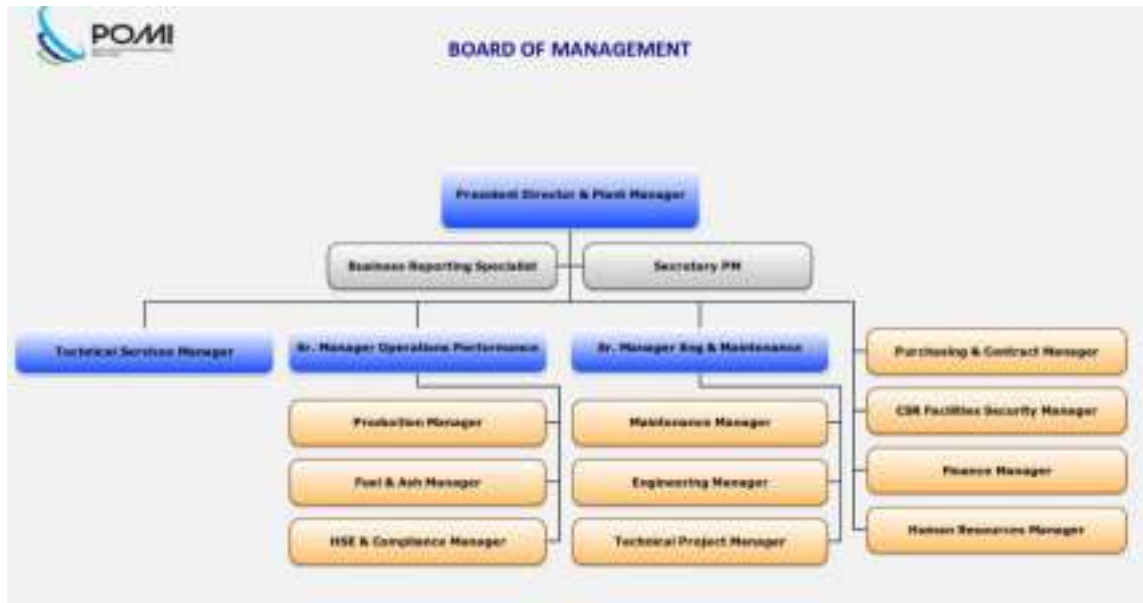 POMI
BOARD OF MANAGEMENT
President Director & Plant Manager
Business Reporting Specialist
Secretary PM
Technical Services Manager
Sr. Manager Operations Performance
Sr. Manager Eng & Maintenance
Purchasing & Contract Manager
Production Manager
Maintenance Manager
CSR Facilities Security Manager
Fuel & Ash Manager
Engineering Manager
Finance Manager
HSE & Compliance Manager
Technical Project Manager
Human Resources Manager